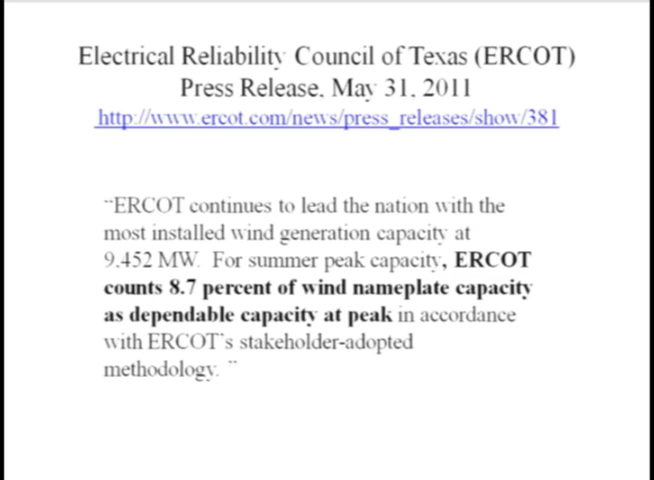 Electrical Reliability Council of Texas (ERCOT)
Press Release, May 31, 2011
http://www.ercot.com/news/press_releases/show/381
"ERCOT continues to lead the nation with the
most installed wind generation capacity at
9,452 MW. For summer peak capacity, ERCOT
counts 8.7 percent of wind nameplate capacity
as dependable capacity at peak in accordance
with ERCOT's stakeholder-adopted
methodology. "